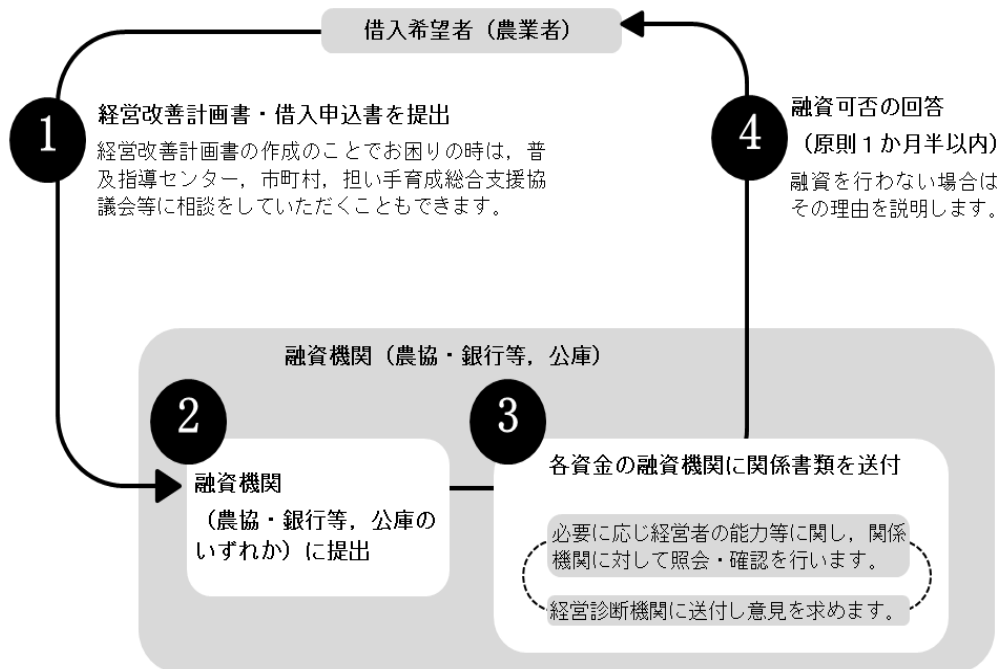 借入希望者（農業者）
1
経営改善計画書・借入申込書を提出
経営改善計画書の作成のことでお困りの時は，普
及指導センター，市町村，担い手育成総合支援協
議会等に相談をしていただくこともできます。
4
融資可否の回答
（原則１か月半以内）
融資を行わない場合は
その理由を説明します。
融資機関（農協・銀行等，公庫）
2
融資機関
（農協・銀行等，公庫の
いずれか）に提出
3
各資金の融資機関に関係書類を送付
必要に応じ経営者の能力等に関し，関係
機関に対して照会・確認を行います。
経営診断機関に送付し意見を求めます。